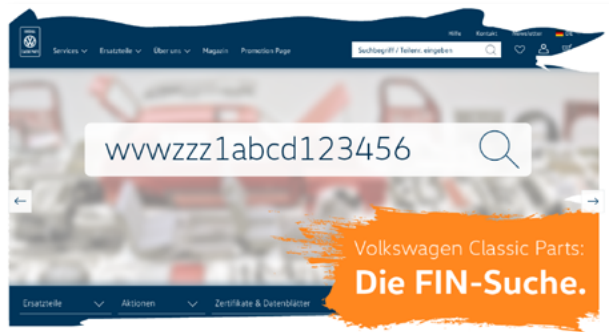 Hilfe Kontakt Newsletter
Services Ersatzteile Über uns Magazin Promotion Page
Suchbegriff / Teilenr. eingeben
wvwzzz1abcd123456
Volkswagen Classic Parts:
Die FIN-Suche.
Ersatzteile Aktionen Zertifikate & Datenblätter